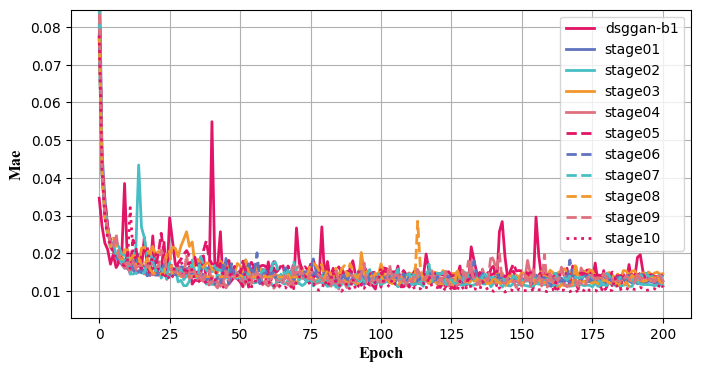 0.08
0.07
0.06
0.05
0.04
0.03
0.02
0.01
Mae
0
25
50
75
100
125
150
175
200
Epoch
dsggan-b1
stage01
stage02
stage03
stage04
stage05
stage06
stage07
stage08
stage09
stage10